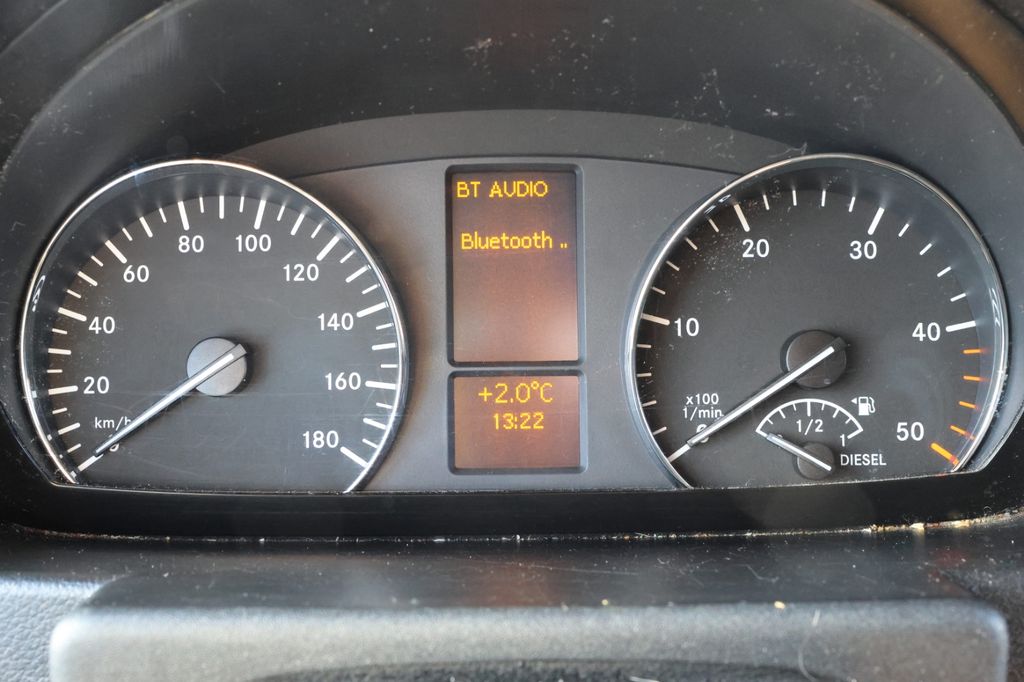 80 100
60 120
40 140
20 160
km/h
180
BT AUDIO
Bluetooth ..
+2.0°C
13:22
20 30
10 40
x100
1/min
50
1/2
1
DIESEL